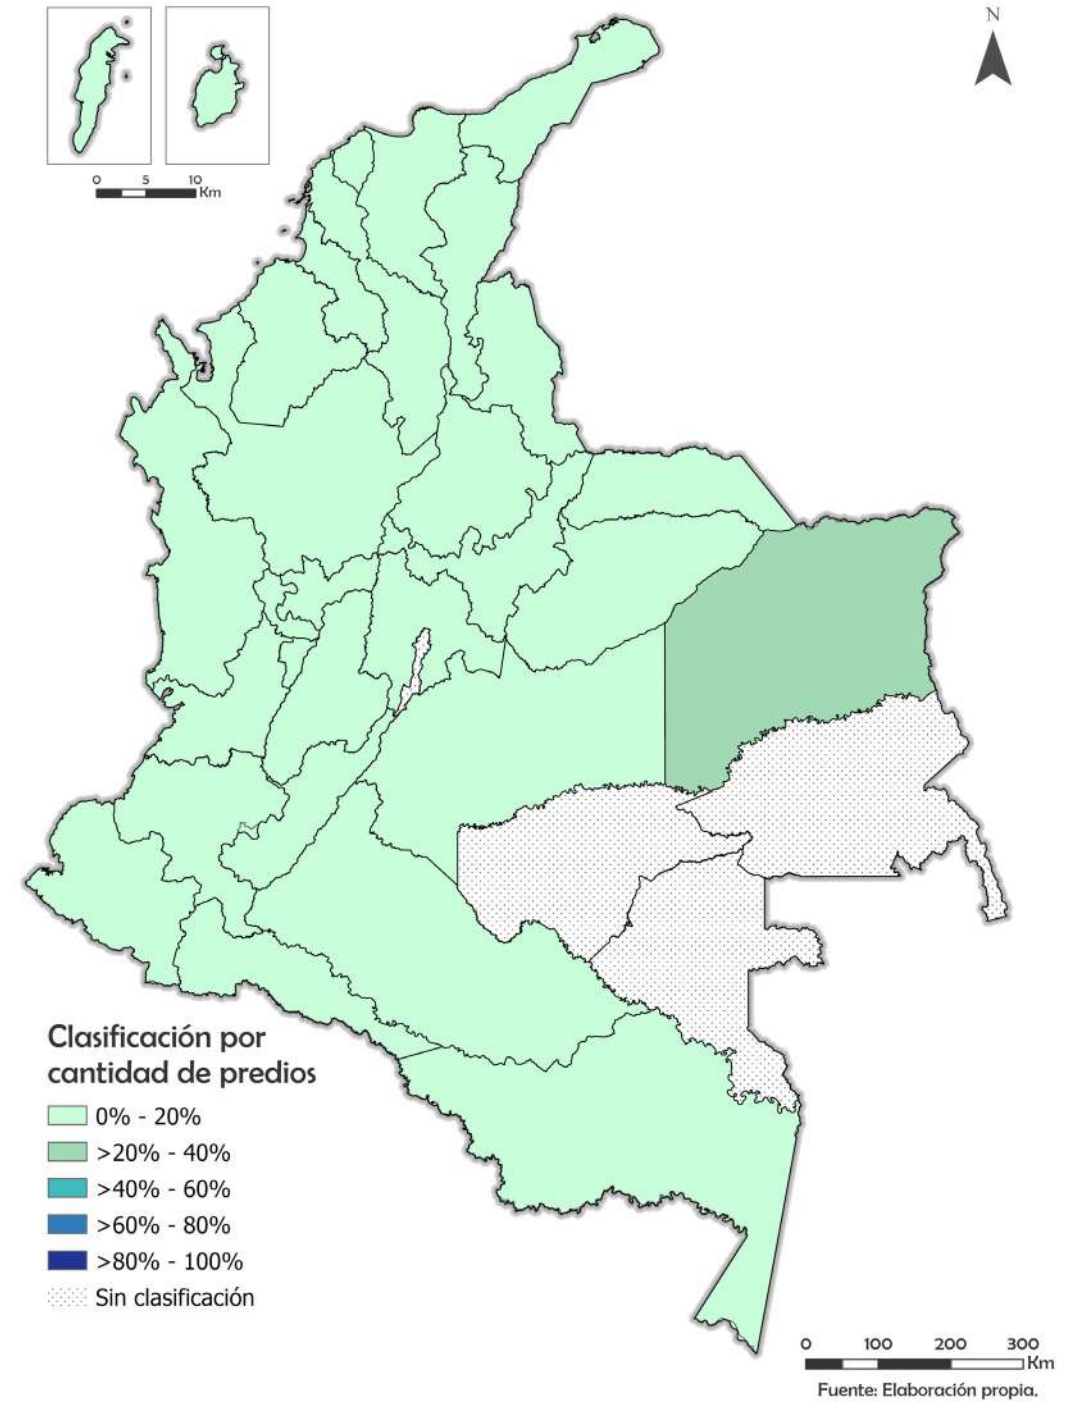 N
0 5 10
Km
Clasificación por
cantidad de predios
0% - 20%
>20% - 40%
>40% - 60%
>60% - 80%
>80% - 100%
Sin clasificación
0 100 200 300
Km
Fuente: Elaboración propia.